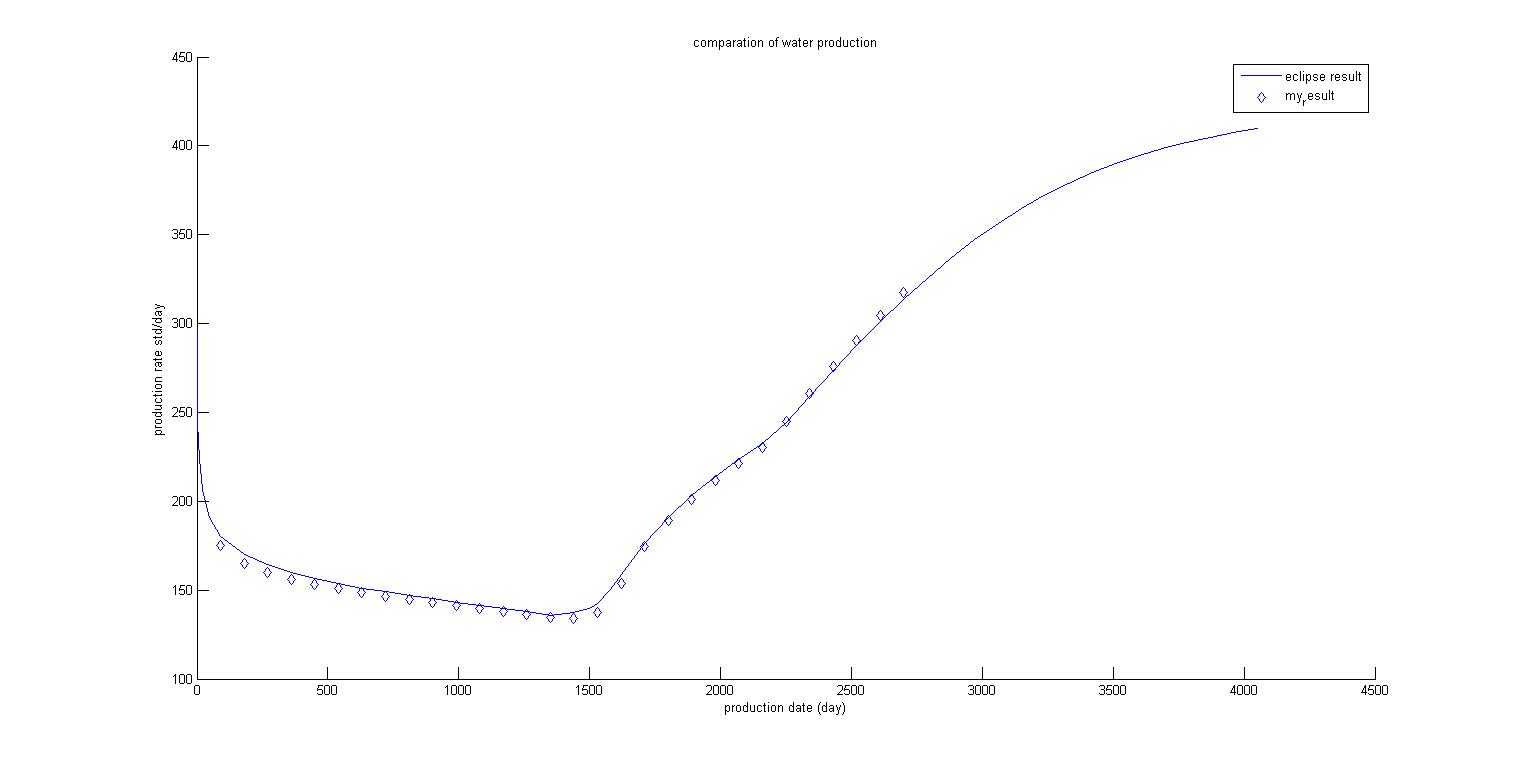 comparation of water production
450
400
350
300
250
200
150
100
production rate std/day
eclipse result
my_result
0 500 1000 1500 2000 2500 3000 3500 4000 4500
production date (day)